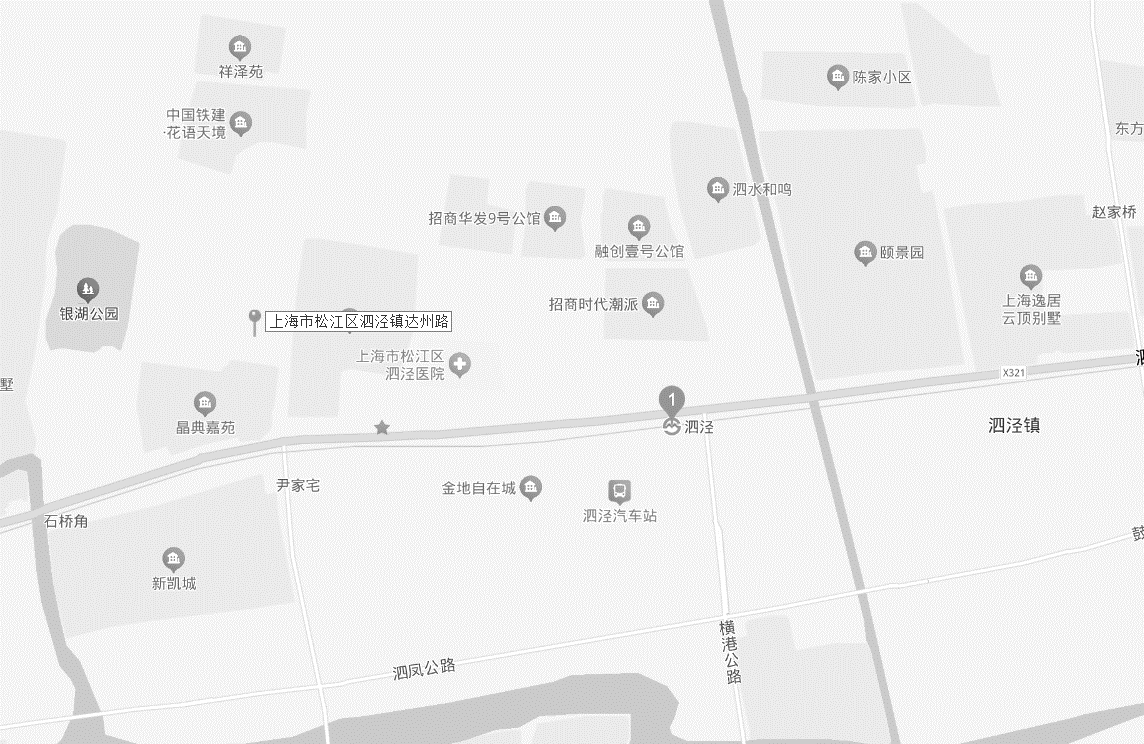 祥泽苑
陈家小区
中国铁建
·花语天境
东方
泗水和鸣
赵家桥
招商华发9号公馆
融创壹号公馆
颐景园
银湖公园
招商时代潮派
上海逸居
云顶别墅
上海市松江区泗泾镇达州路
上海市松江区
泗泾医院
泗
X321
墅
晶典嘉苑
1
泗泾
泗泾镇
尹家宅
金地自在城
泗泾汽车站
石桥角
鼓
新凯城
横港公路
泗凤公路